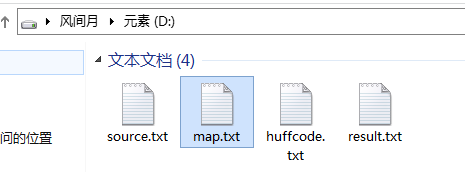 风间月 元素 (D:)
文本文档 (4)
source.txt map.txt huffcode.txt result.txt
问的位置